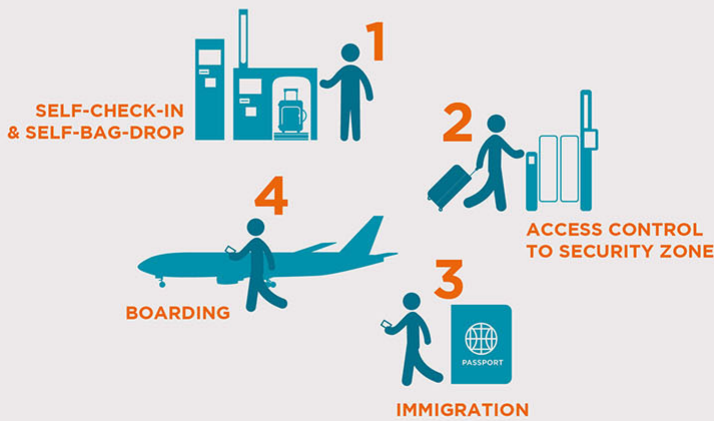 1
SELF-CHECK-IN
& SELF-BAG-DROP
2
ACCESS CONTROL
TO SECURITY ZONE
3
PASSPORT
IMMIGRATION
4
BOARDING